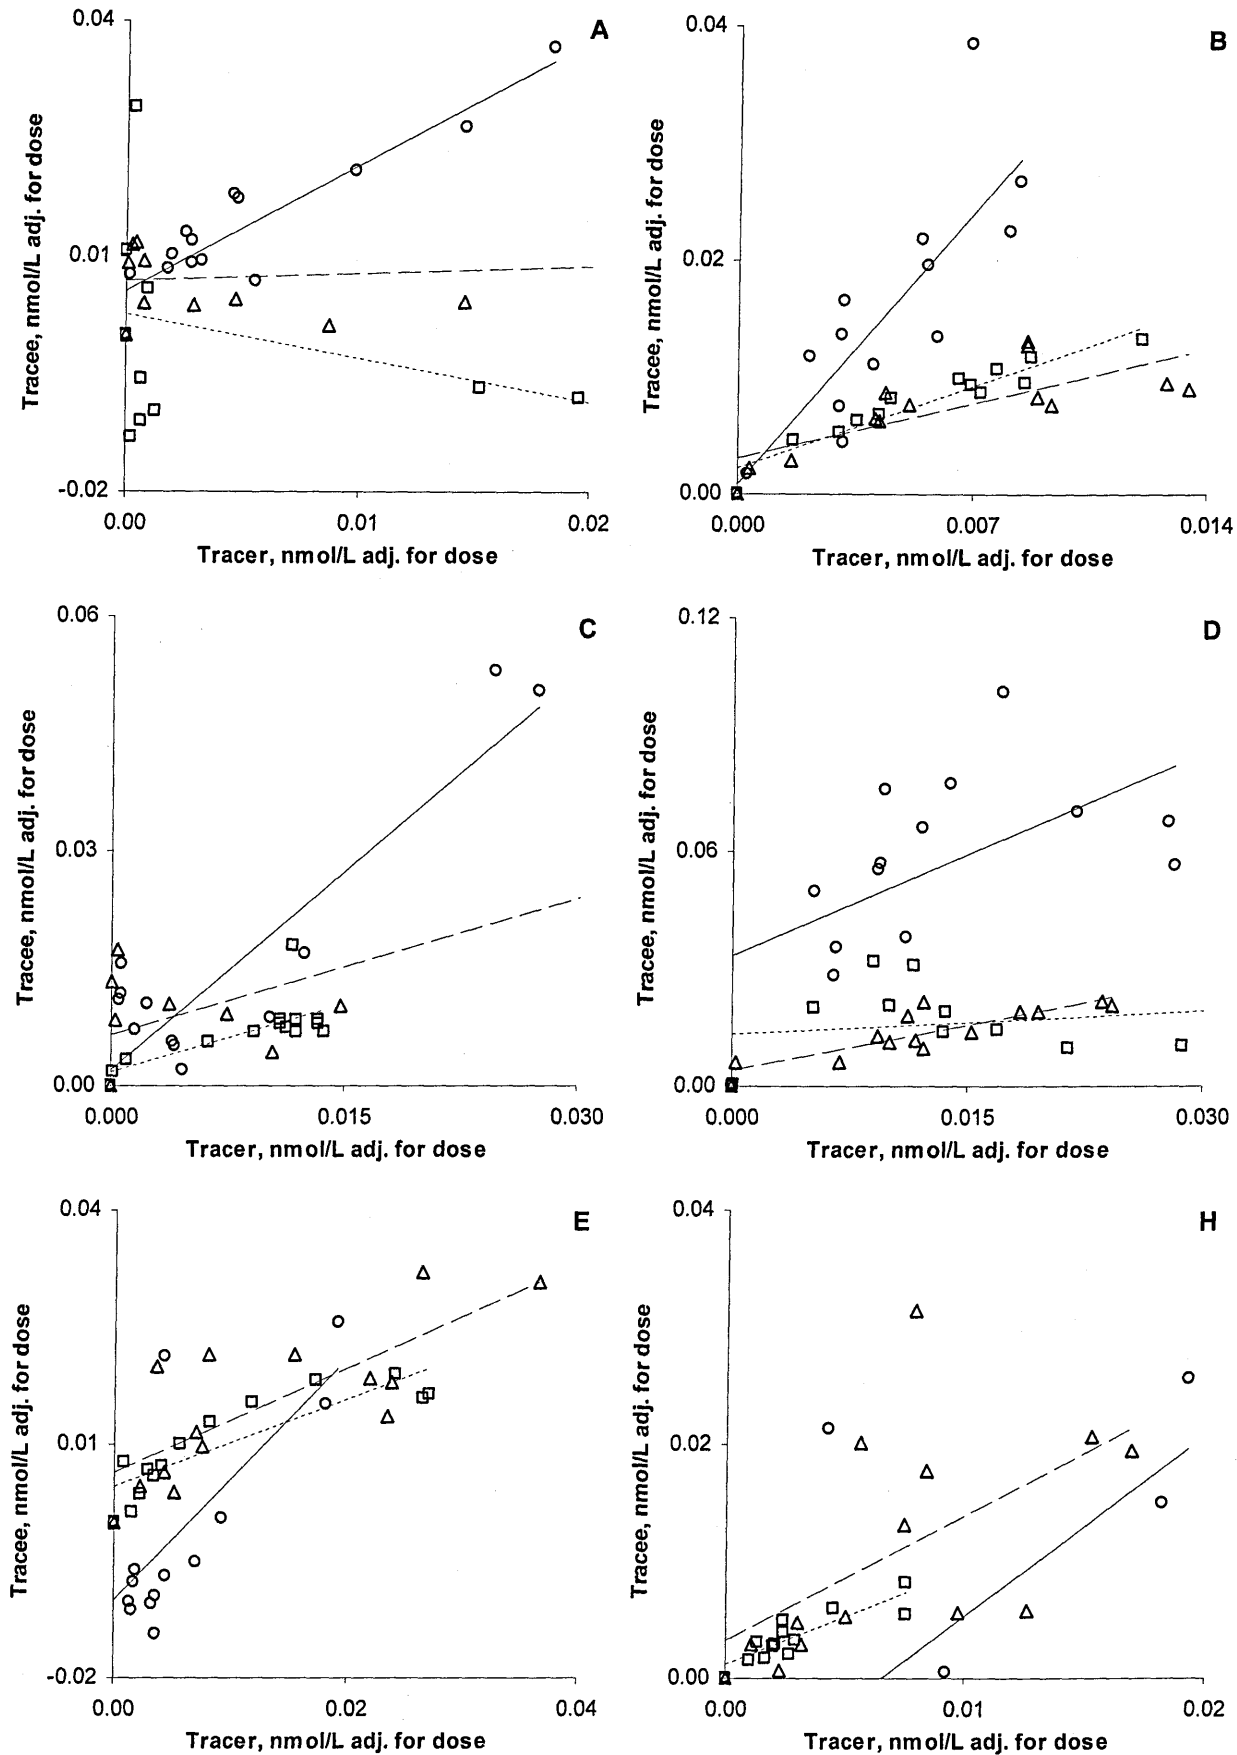 A
0.04
0.01
-0.02
0.00
0.01
0.02
Tracee, nmol/L adj. for dose
Tracer, nmol/L adj. for dose
B
0.04
0.02
0.00
0.000
0.007
0.014
Tracee, nmol/L adj. for dose
Tracer, nmol/L adj. for dose
C
0.06
0.03
0.00
0.000
0.015
0.030
Tracee, nmol/L adj. for dose
Tracer, nmol/L adj. for dose
D
0.12
0.06
0.00
0.000
0.015
0.030
Tracee, nmol/L adj. for dose
Tracer, nmol/L adj. for dose
E
0.04
0.01
-0.02
0.00
0.02
0.04
Tracee, nmol/L adj. for dose
Tracer, nmol/L adj. for dose
H
0.04
0.02
0.00
0.00
0.01
0.02
Tracee, nmol/L adj. for dose
Tracer, nmol/L adj. for dose